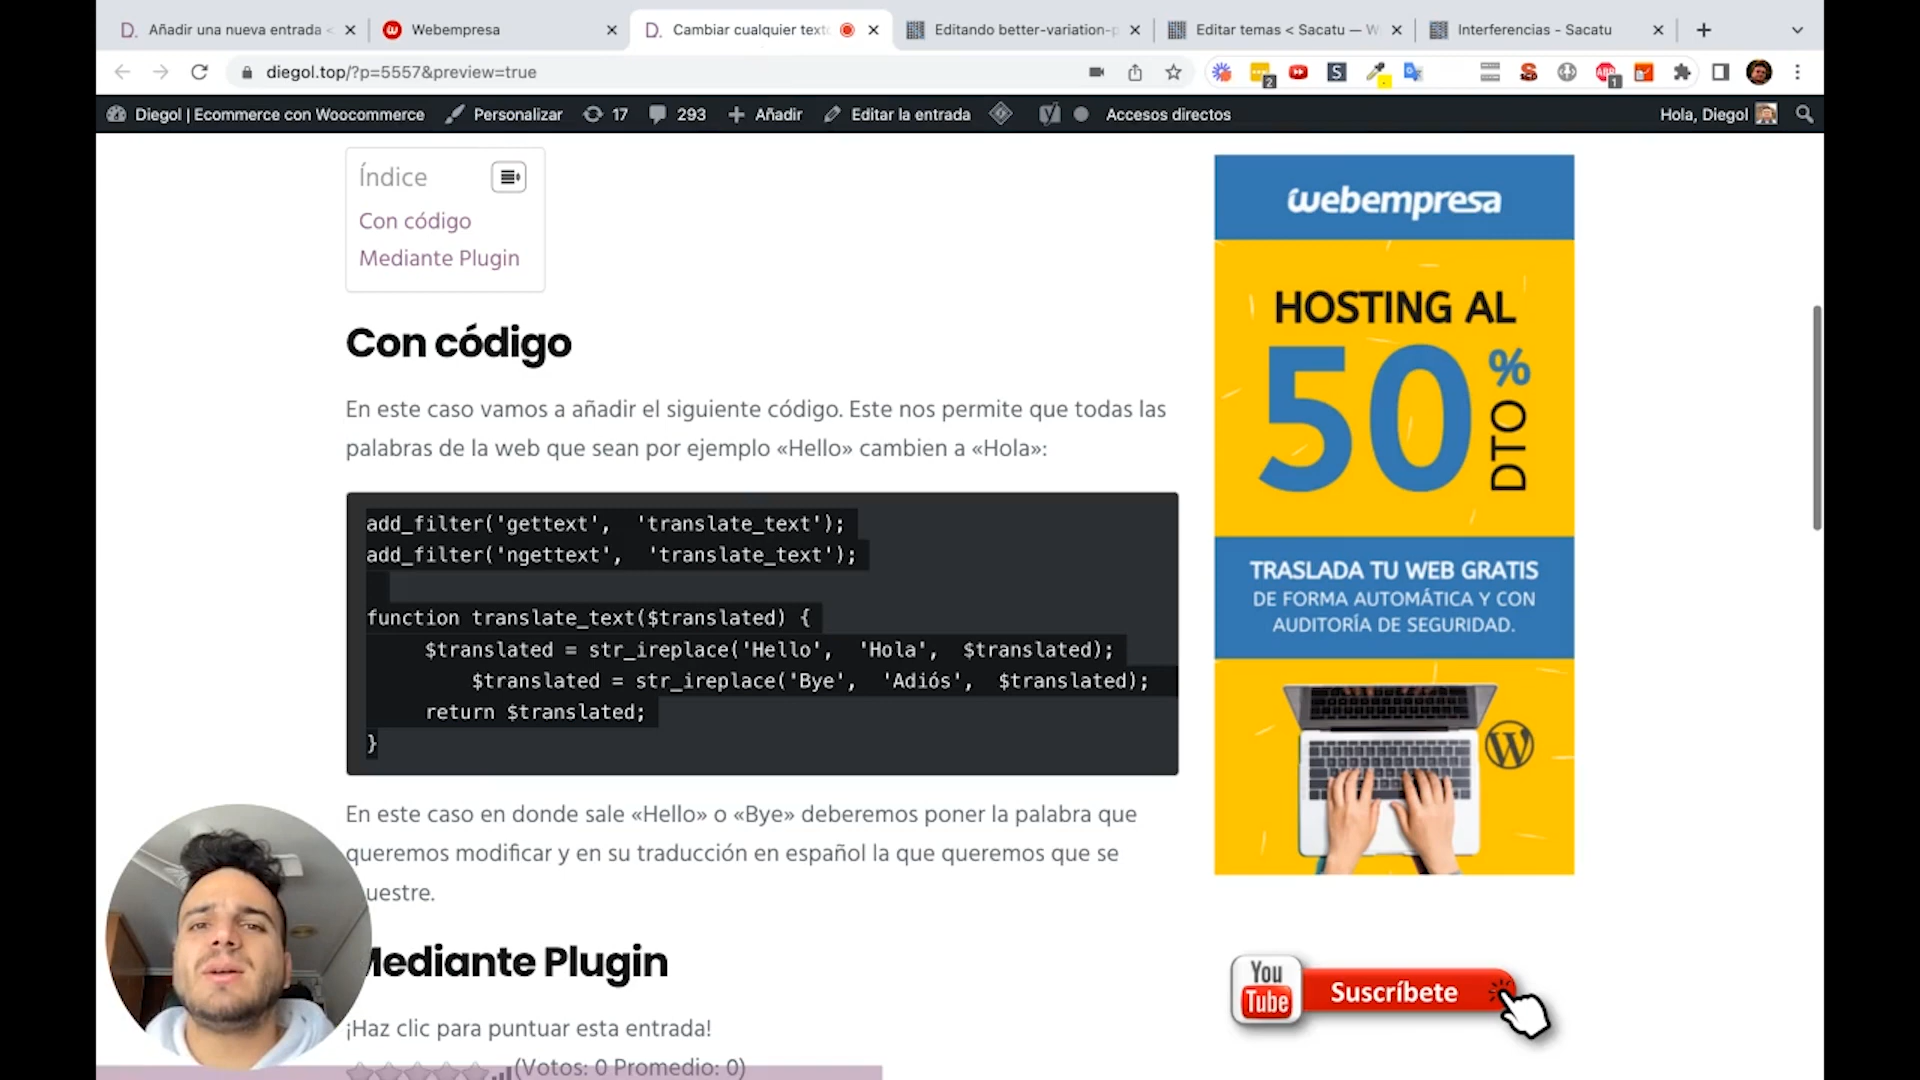 Añadir una nueva entrada <
Webempresa
Cambiar cualquier texto
Editando better-variation-p
Editar temas < Sacatu — W
Interferencias - Sacatu
diegol.top/?p=5557&preview=true
Diegol | Ecommerce con Woocommerce
Personalizar
17
293
Añadir
Editar la entrada
Accesos directos
Hola, Diegol
Índice
Con código
Mediante Plugin
Con código
En este caso vamos a añadir el siguiente código. Este nos permite que todas las
palabras de la web que sean por ejemplo «Hello» cambien a «Hola»:
add_filter('gettext', 'translate_text');
add_filter('ngettext', 'translate_text');
function translate_text($translated) {
$translated = str_ireplace('Hello', 'Hola', $translated);
$translated = str_ireplace('Bye', 'Adiós', $translated);
return $translated;
}
En este caso en donde sale «Hello» o «Bye» deberemos poner la palabra que
queremos modificar y en su traducción en español la que queremos que se
uestre.
Mediante Plugin
¡Haz clic para puntuar esta entrada!
(Votos: 0 Promedio: 0)
webempresa
HOSTING AL
50%
DTO
TRASLADA TU WEB GRATIS
DE FORMA AUTOMÁTICA Y CON
AUDITORÍA DE SEGURIDAD.
You
Tube
Suscríbete